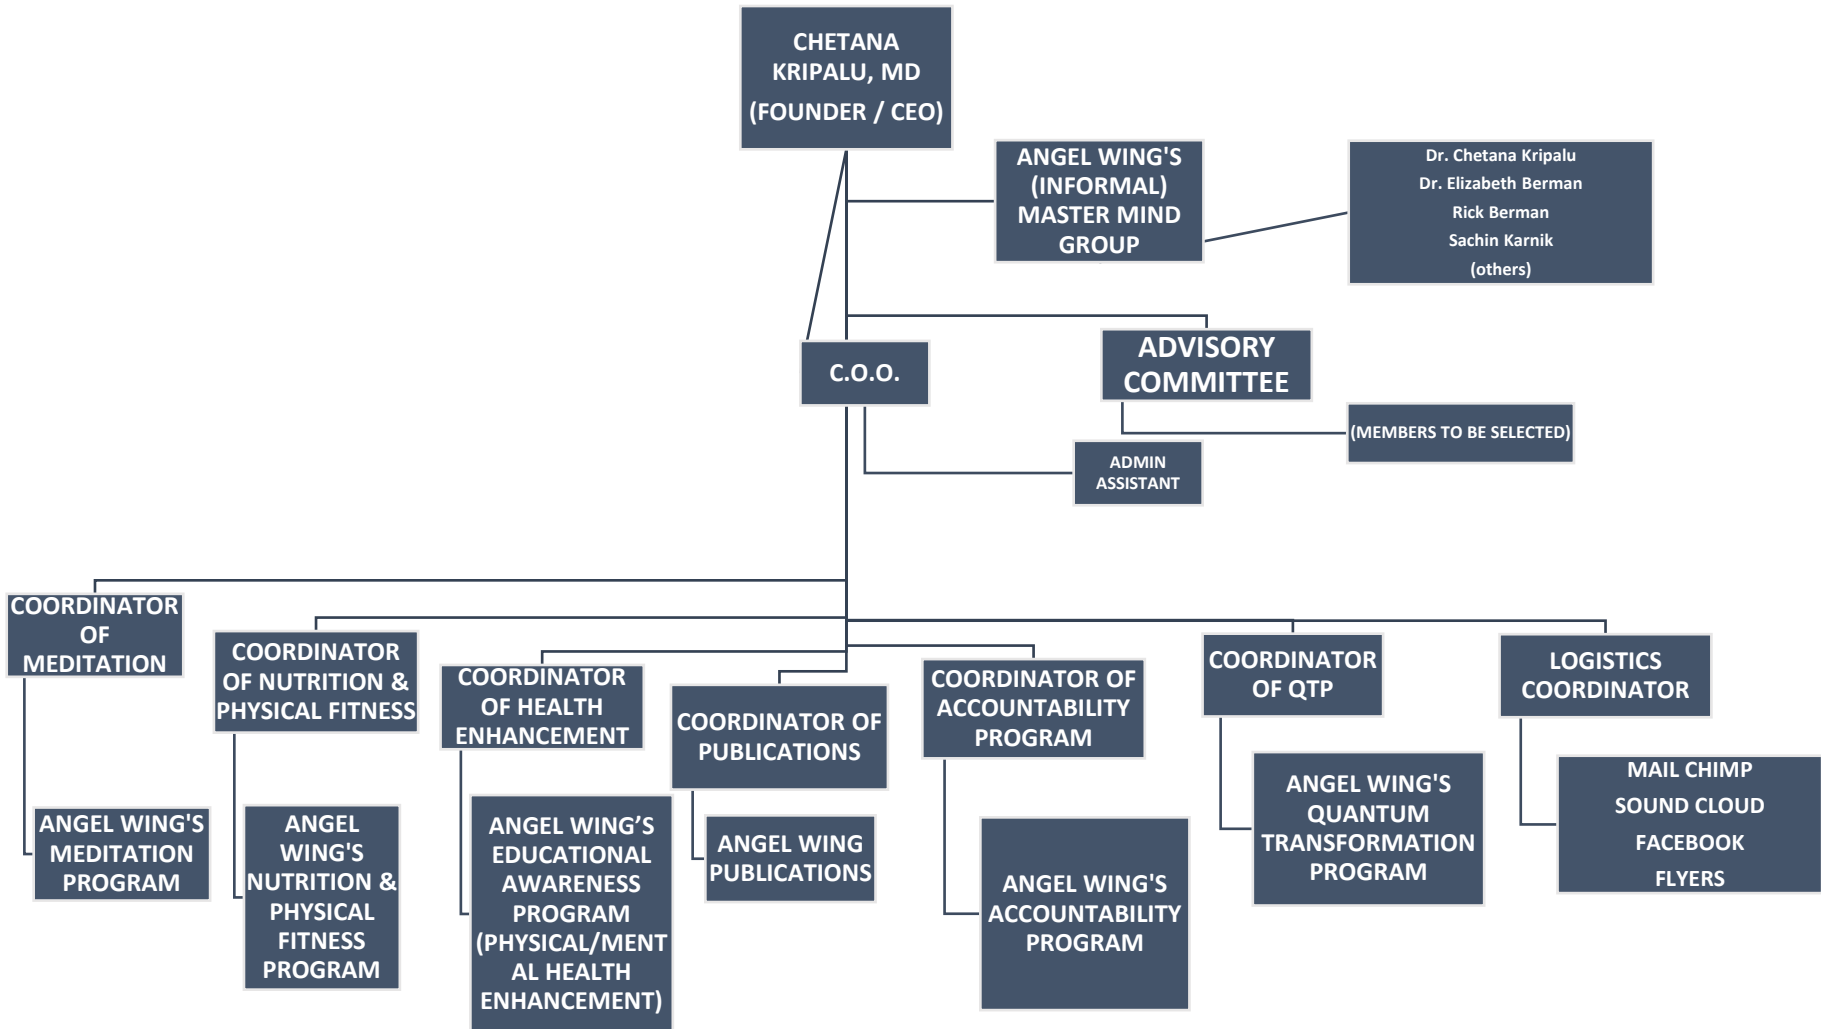 CHETANA
KRIPALU, MD
(FOUNDER / CEO)
ANGEL WING'S
(INFORMAL)
MASTER MIND
GROUP
Dr. Chetana Kripalu
Dr. Elizabeth Berman
Rick Berman
Sachin Karnik
(others)
C.O.O.
ADVISORY
COMMITTEE
(MEMBERS TO BE SELECTED)
ADMIN
ASSISTANT
COORDINATOR
OF
MEDITATION
COORDINATOR
OF NUTRITION &
PHYSICAL FITNESS
COORDINATOR
OF HEALTH
ENHANCEMENT
COORDINATOR OF
PUBLICATIONS
COORDINATOR OF
ACCOUNTABILITY
PROGRAM
COORDINATOR
OF QTP
LOGISTICS
COORDINATOR
ANGEL WING'S
MEDITATION
PROGRAM
ANGEL
WING'S
NUTRITION &
PHYSICAL
FITNESS
PROGRAM
ANGEL WING’S
EDUCATIONAL
AWARENESS
PROGRAM
(PHYSICAL/MENT
AL HEALTH
ENHANCEMENT)
ANGEL WING
PUBLICATIONS
ANGEL WING'S
ACCOUNTABILITY
PROGRAM
ANGEL WING'S
QUANTUM
TRANSFORMATION
PROGRAM
MAIL CHIMP
SOUND CLOUD
FACEBOOK
FLYERS